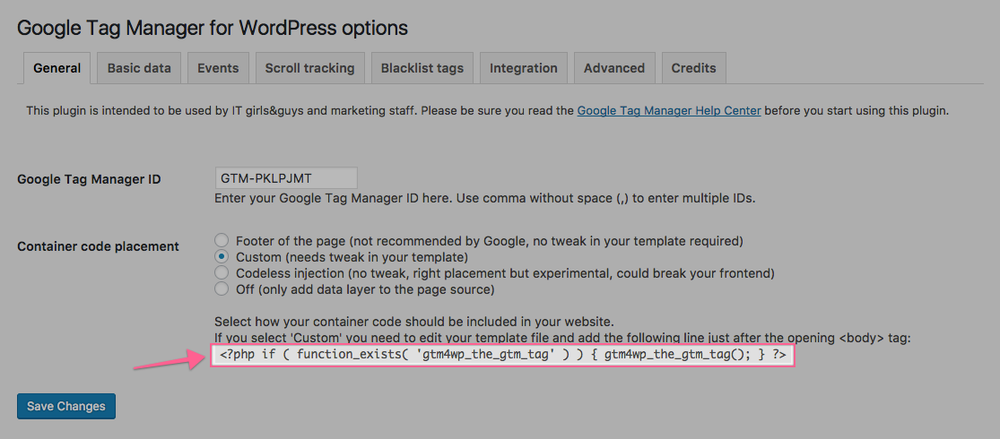 Google Tag Manager for WordPress options
General Basic data Events Scroll tracking Blacklist tags Integration Advanced Credits
This plugin is intended to be used by IT girls&guys and marketing staff. Please be sure you read the Google Tag Manager Help Center before you start using this plugin.
Google Tag Manager ID GTM-PKLPJMT
Enter your Google Tag Manager ID here. Use comma without space (,) to enter multiple IDs.
Container code placement Footer of the page (not recommended by Google, no tweak in your template required)
Custom (needs tweak in your template)
Codeless injection (no tweak, right placement but experimental, could break your frontend)
Off (only add data layer to the page source)
Select how your container code should be included in your website.
If you select 'Custom' you need to edit your template file and add the following line just after the opening <body> tag:
<?php if ( function_exists( 'gtm4wp_the_gtm_tag' ) ) { gtm4wp_the_gtm_tag(); } ?>
Save Changes